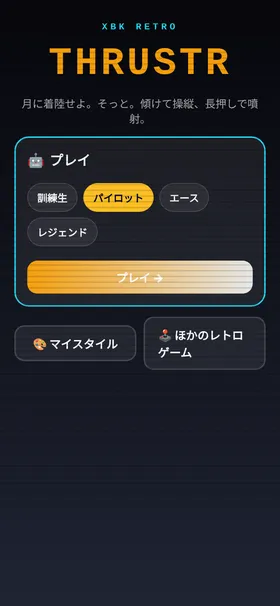 XBK RETRO
THRUSTR
月に着陸せよ。そっと。傾けて操縦、長押しで噴
射。
🤖 プレイ
訓練生 パイロット エース
レジェンド
プレイ →
🎨 マイスタイル
🕹️ ほかのレトロ
ゲーム